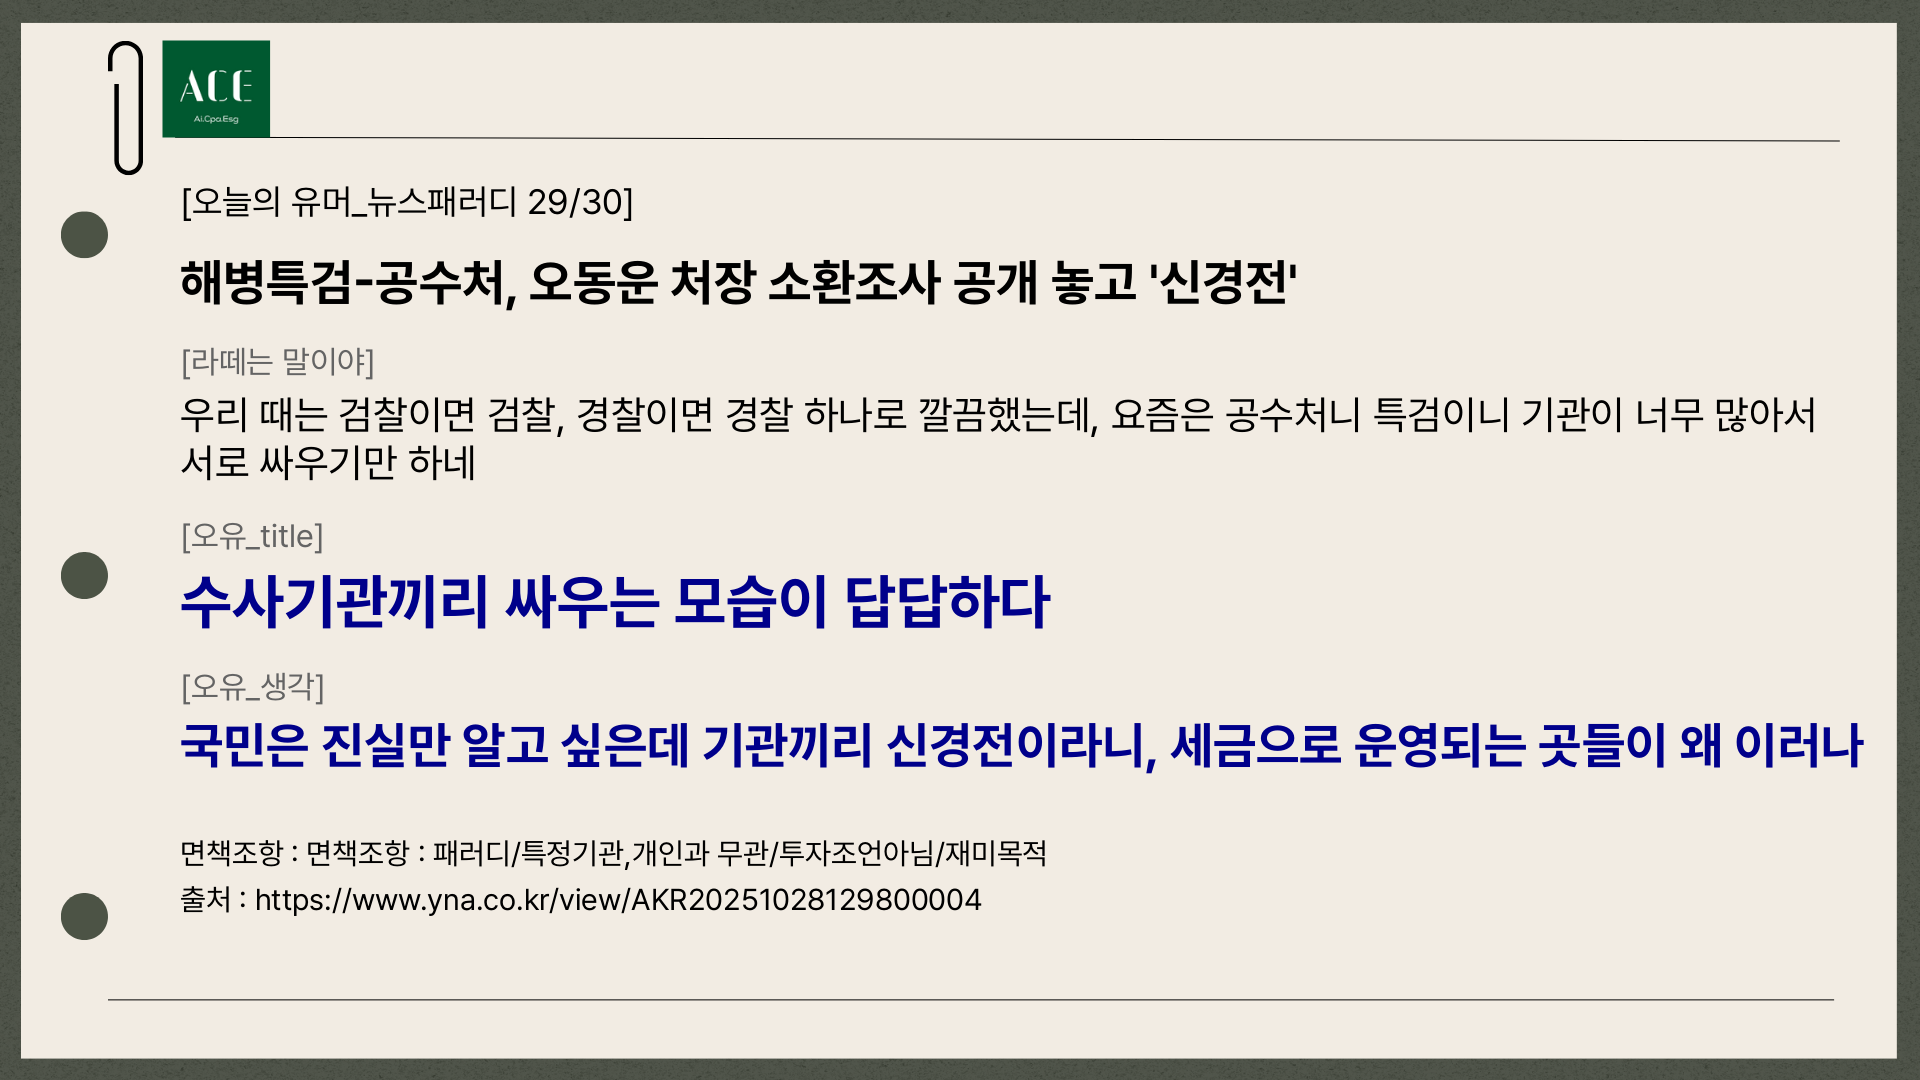 ACE
Ai.Cpa.Esg
[오늘의 유머_뉴스패러디 29/30]
해병특검-공수처, 오동운 처장 소환조사 공개 놓고 '신경전'
[라떼는 말이야]
우리 때는 검찰이면 검찰, 경찰이면 경찰 하나로 깔끔했는데, 요즘은 공수처니 특검이니 기관이 너무 많아서
서로 싸우기만 하네
[오유_title]
수사기관끼리 싸우는 모습이 답답하다
[오유_생각]
국민은 진실만 알고 싶은데 기관끼리 신경전이라니, 세금으로 운영되는 곳들이 왜 이러나
면책조항 : 면책조항 : 패러디/특정기관,개인과 무관/투자조언아님/재미목적
출처 : https://www.yna.co.kr/view/AKR20251028129800004